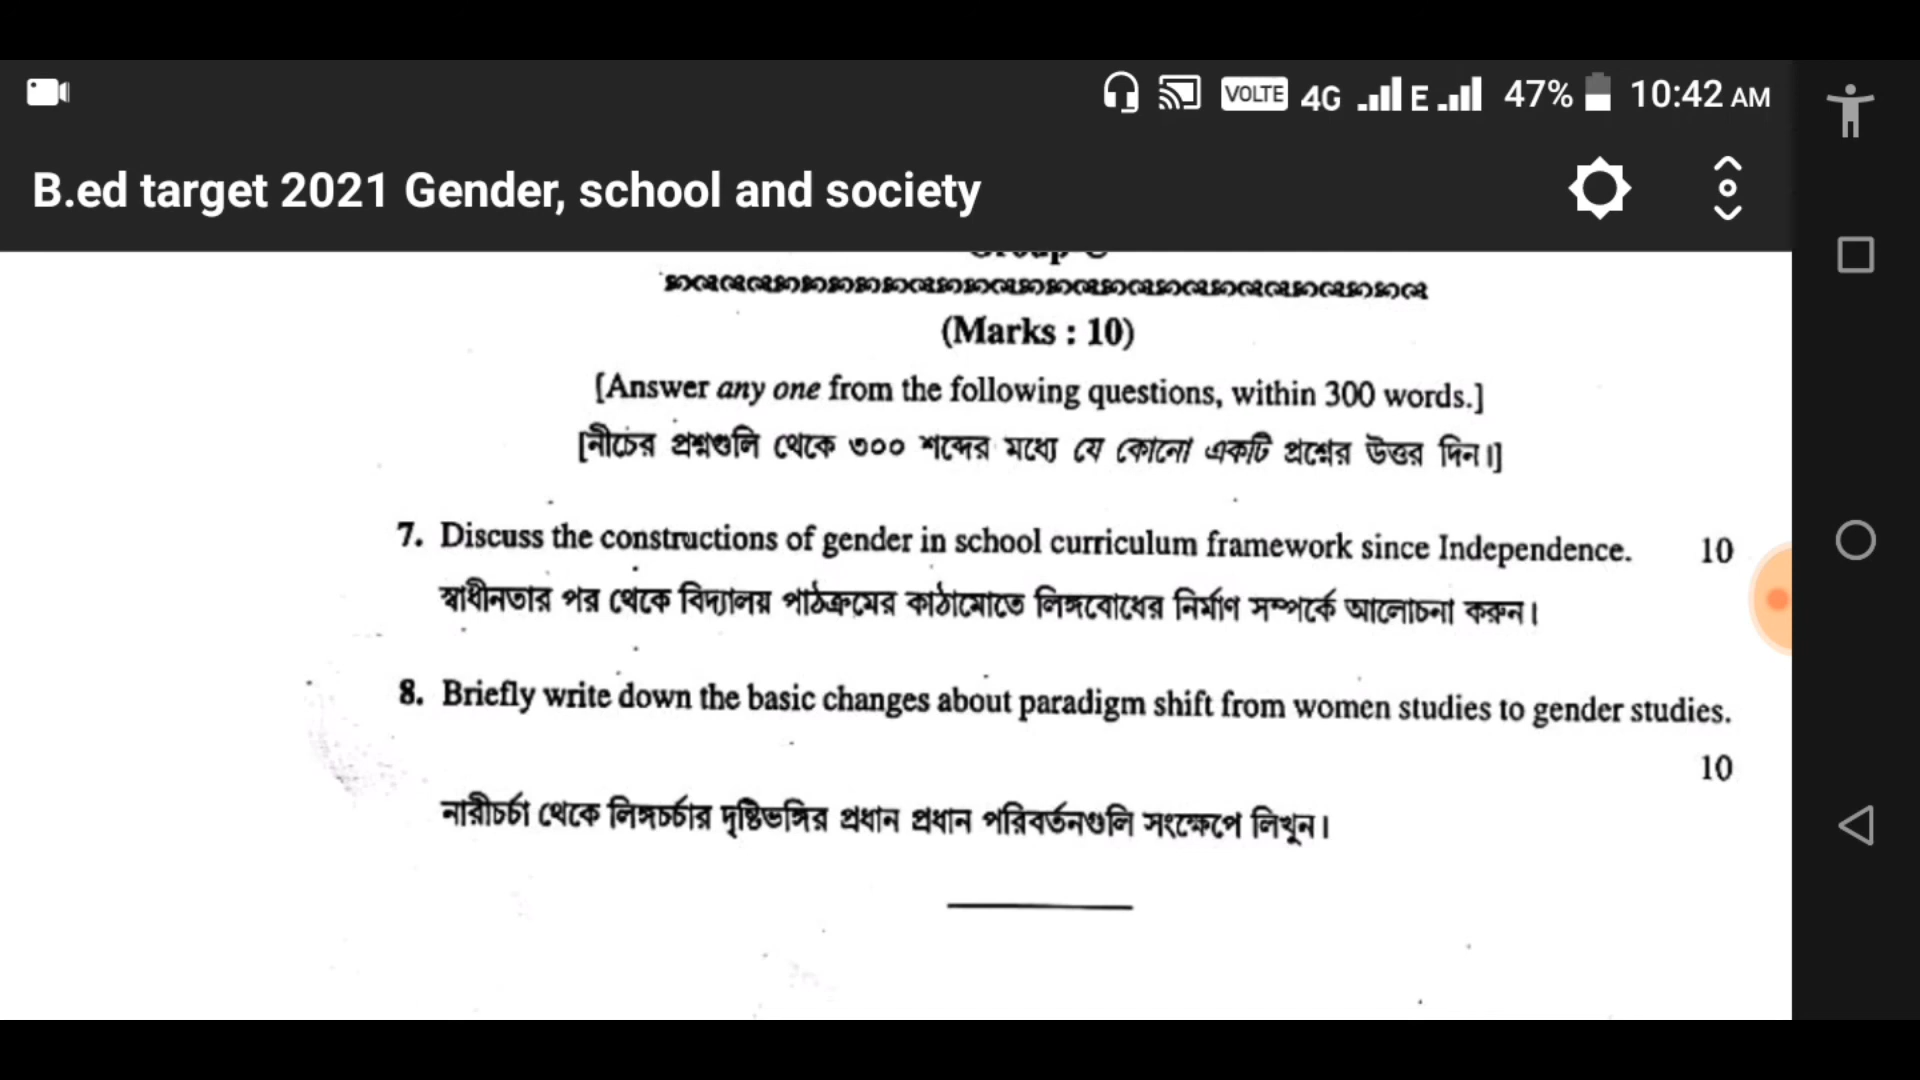 VOLTE 4G E 47% 10:42 AM
B.ed target 2021 Gender, school and society
Group C
(Marks : 10)
[Answer any one from the following questions, within 300 words.]
[নীচের প্রশ্নগুলি থেকে ৩০০ শব্দের মধ্যে যে কোনো একটি প্রশ্নের উত্তর দিন।]
7. Discuss the constructions of gender in school curriculum framework since Independence. 10
স্বাধীনতার পর থেকে বিদ্যালয় পাঠক্রমের কাঠামোতে লিঙ্গবোধের নির্মাণ সম্পর্কে আলোচনা করুন।
8. Briefly write down the basic changes about paradigm shift from women studies to gender studies.
10
নারীচর্চা থেকে লিঙ্গচর্চার দৃষ্টিভঙ্গির প্রধান প্রধান পরিবর্তনগুলি সংক্ষেপে লিখুন।